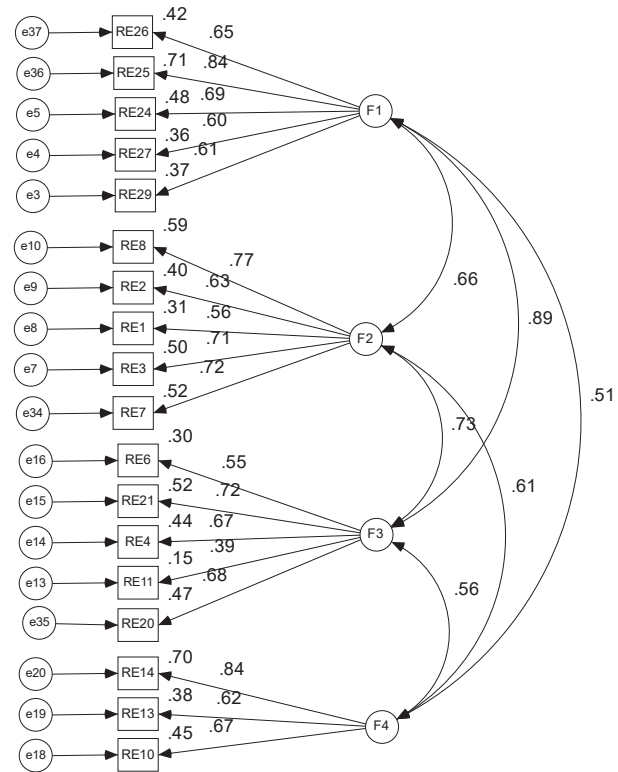 .42
e37 RE26 .65
.71 .84
e36 RE25
.48 .69 F1
e5 RE24
.60
.36
e4 RE27 .61
.37
e3 RE29
.59
e10 RE8 .77
.40 .63 .66
e9 RE2
.31 .56 .89
e8 RE1
.71 F2
.50
e7 RE3 .72
.52 .51
e34 RE7
.73
.30
e16 RE6 .55
.52 .72 .61
e15 RE21
.44 .67
e14 RE4 F3
.39
.15
e13 RE11 .68
.47 .56
e35 RE20
.70
e20 RE14 .84
.38 .62
e19 RE13
.67 F4
.45
e18 RE10